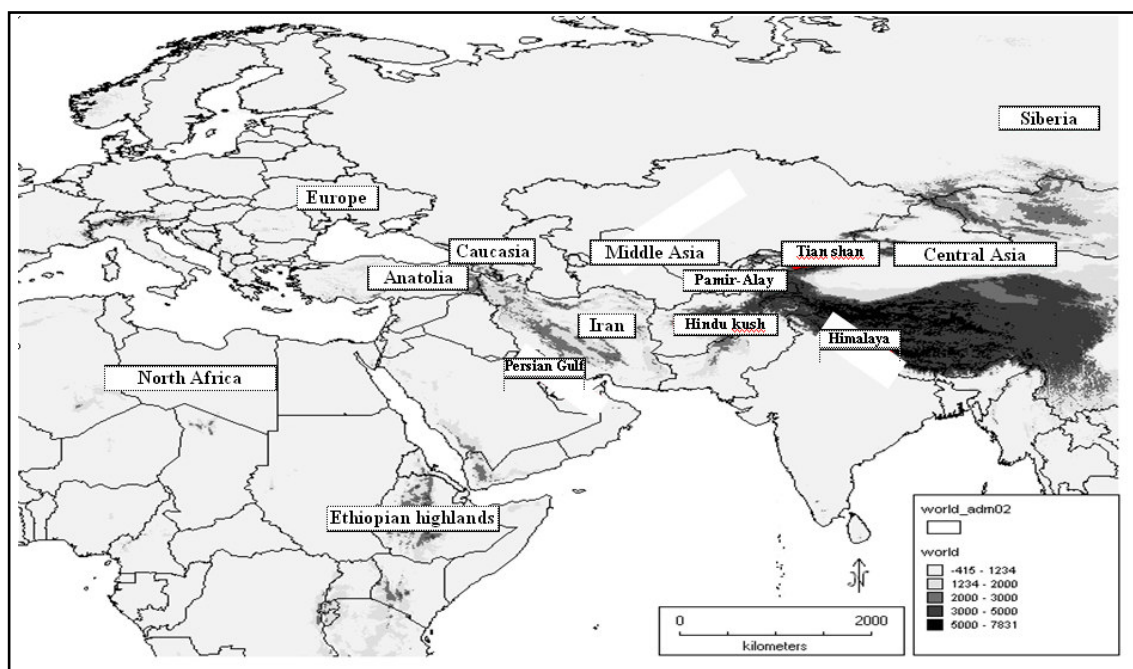 Siberia
Europe
Caucasia
Middle Asia
Tian shan
Central Asia
Anatolia
Pamir-Alay
Iran
Hindu kush
Himalaya
Persian Gulf
North Africa
Ethiopian highlands
world_adm02
world
-415 - 1234
1234 - 2000
2000 - 3000
3000 - 5000
5000 - 7831
N
0 2000
kilometers